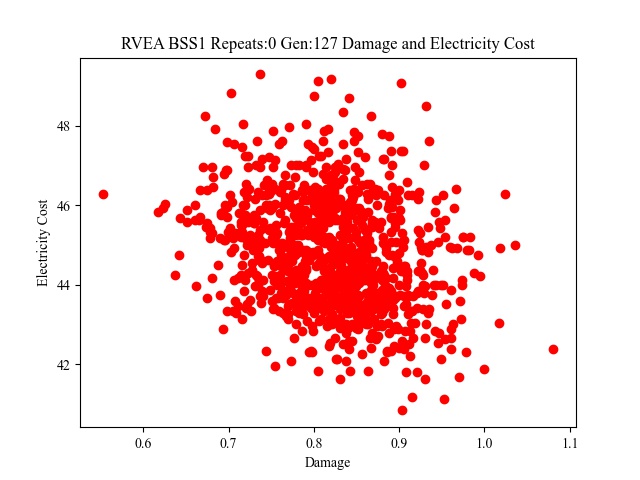 RVEA BSS1 Repeats:0 Gen:127 Damage and Electricity Cost
48
46
44
42
Electricity Cost
0.6 0.7 0.8 0.9 1.0 1.1
Damage